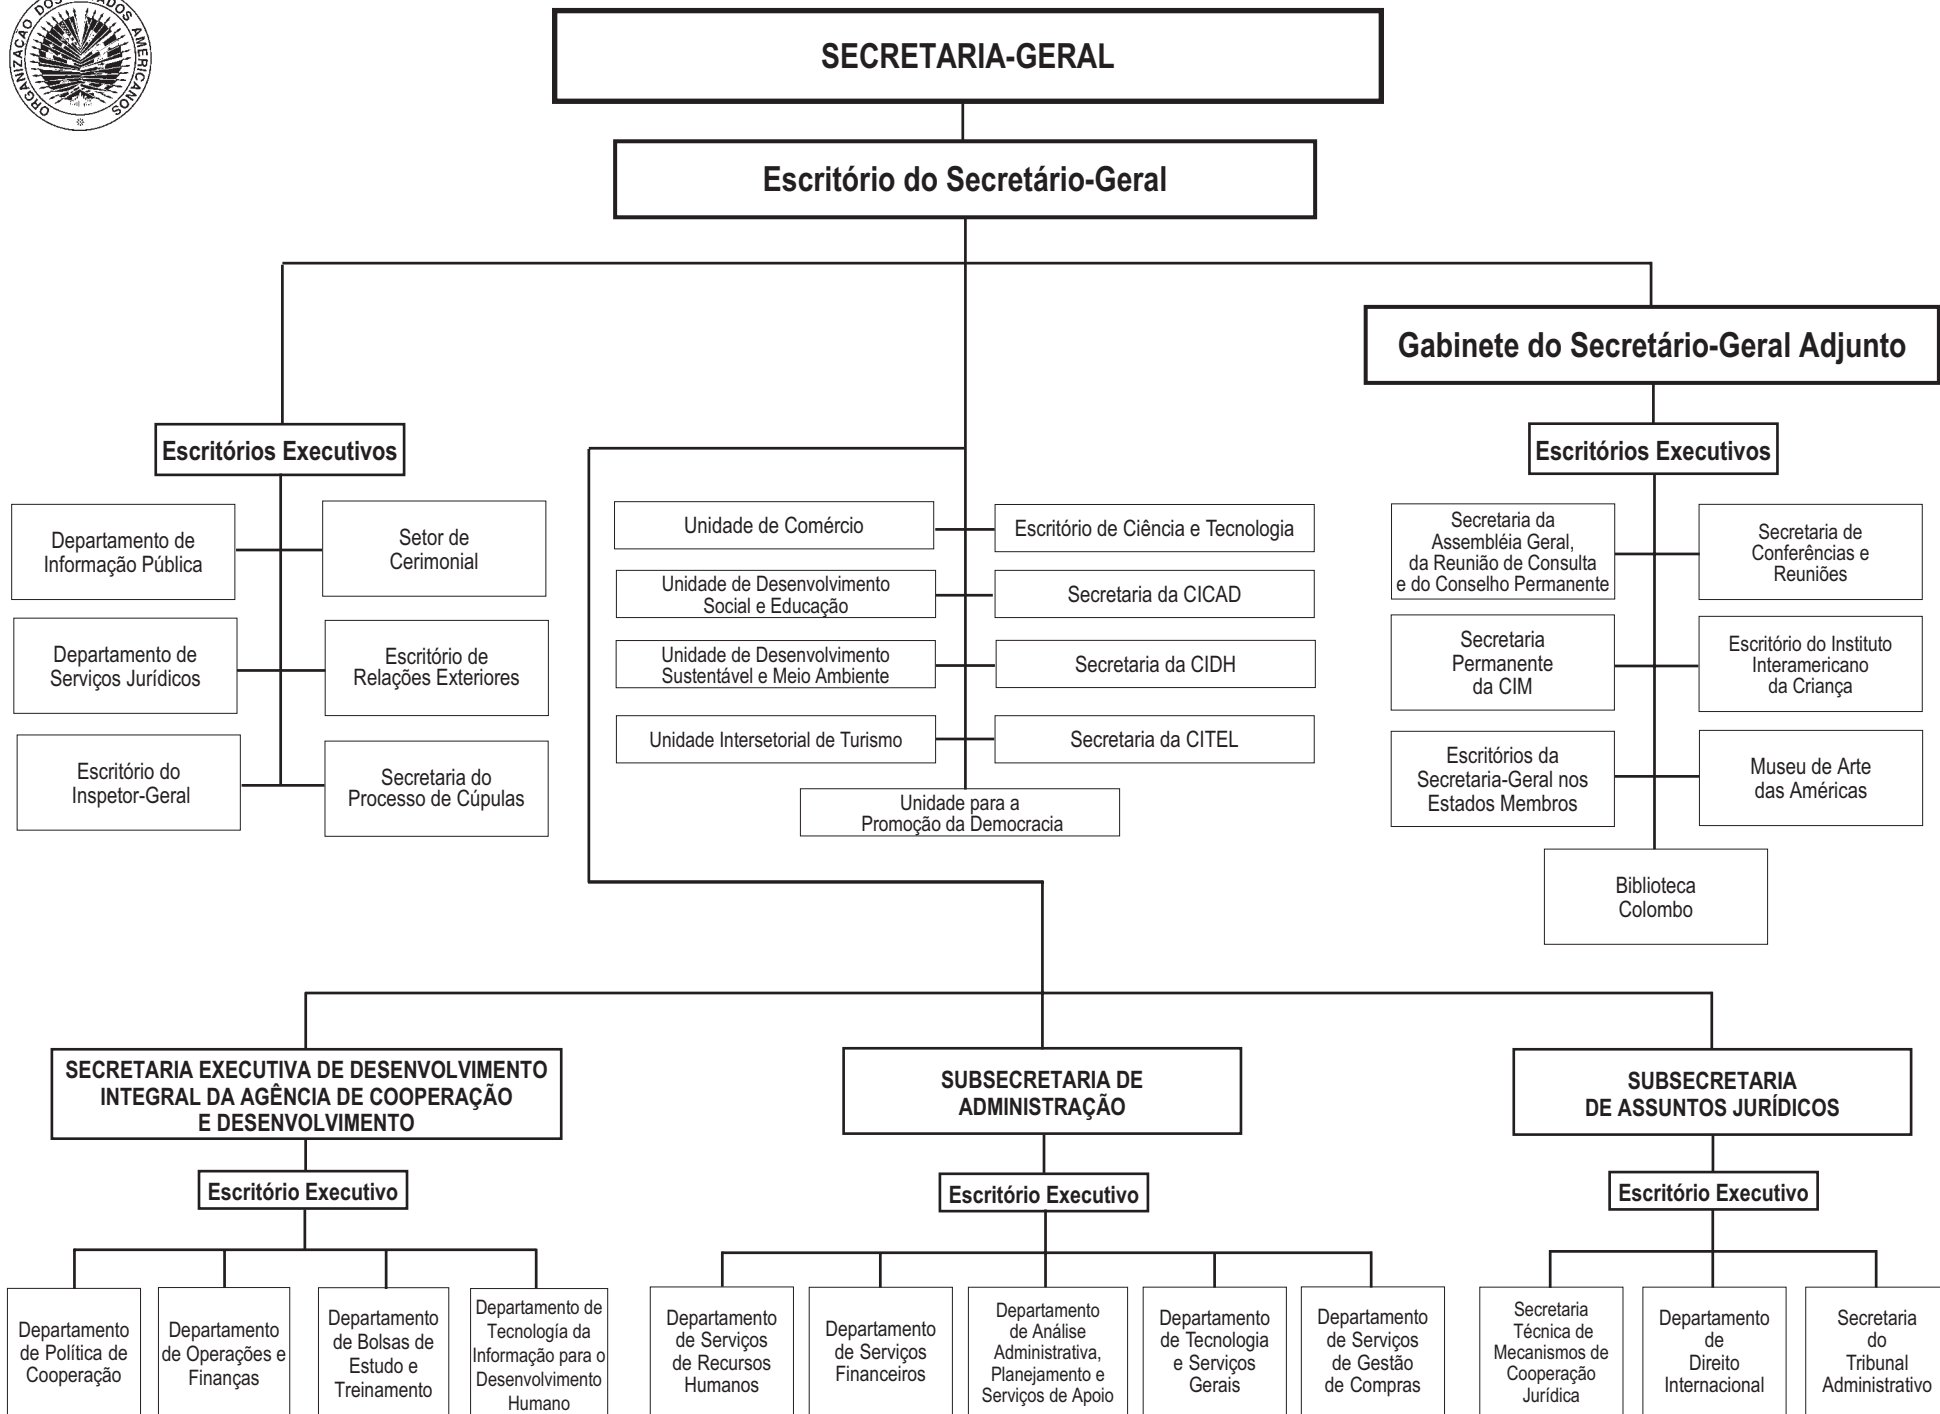 ORGANIZAÇÃO DOS ESTADOS AMERICANOS
SECRETARIA-GERAL
Escritório do Secretário-Geral
Gabinete do Secretário-Geral Adjunto
Escritórios Executivos
Departamento de
Informação Pública
Setor de
Cerimonial
Departamento de
Serviços Jurídicos
Escritório de
Relações Exteriores
Escritório do
Inspetor-Geral
Secretaria do
Processo de Cúpulas
Unidade de Comércio
Escritório de Ciência e Tecnologia
Unidade de Desenvolvimento
Social e Educação
Secretaria da CICAD
Unidade de Desenvolvimento
Sustentável e Meio Ambiente
Secretaria da CIDH
Unidade Intersetorial de Turismo
Secretaria da CITEL
Unidade para a
Promoção da Democracia
Escritórios Executivos
Secretaria da
Assembléia Geral,
da Reunião de Consulta
e do Conselho Permanente
Secretaria de
Conferências e
Reuniões
Secretaria
Permanente
da CIM
Escritório do Instituto
Interamericano
da Criança
Escritórios da
Secretaria-Geral nos
Estados Membros
Museu de Arte
das Américas
Biblioteca
Colombo
SECRETARIA EXECUTIVA DE DESENVOLVIMENTO
INTEGRAL DA AGÊNCIA DE COOPERAÇÃO
E DESENVOLVIMENTO
Escritório Executivo
Departamento
de Política de
Cooperação
Departamento
de Operações e
Finanças
Departamento
de Bolsas de
Estudo e
Treinamento
Departamento de
Tecnología da
Informação para o
Desenvolvimento
Humano
SUBSECRETARIA DE
ADMINISTRAÇÃO
Escritório Executivo
Departamento
de Serviços
de Recursos
Humanos
Departamento
de Serviços
Financeiros
Departamento
de Análise
Administrativa,
Planejamento e
Serviços de Apoio
Departamento
de Tecnologia
e Serviços
Gerais
Departamento
de Serviços
de Gestão
de Compras
SUBSECRETARIA
DE ASSUNTOS JURÍDICOS
Escritório Executivo
Secretaria
Técnica de
Mecanismos de
Cooperação
Jurídica
Departamento
de
Direito
Internacional
Secretaria
do
Tribunal
Administrativo